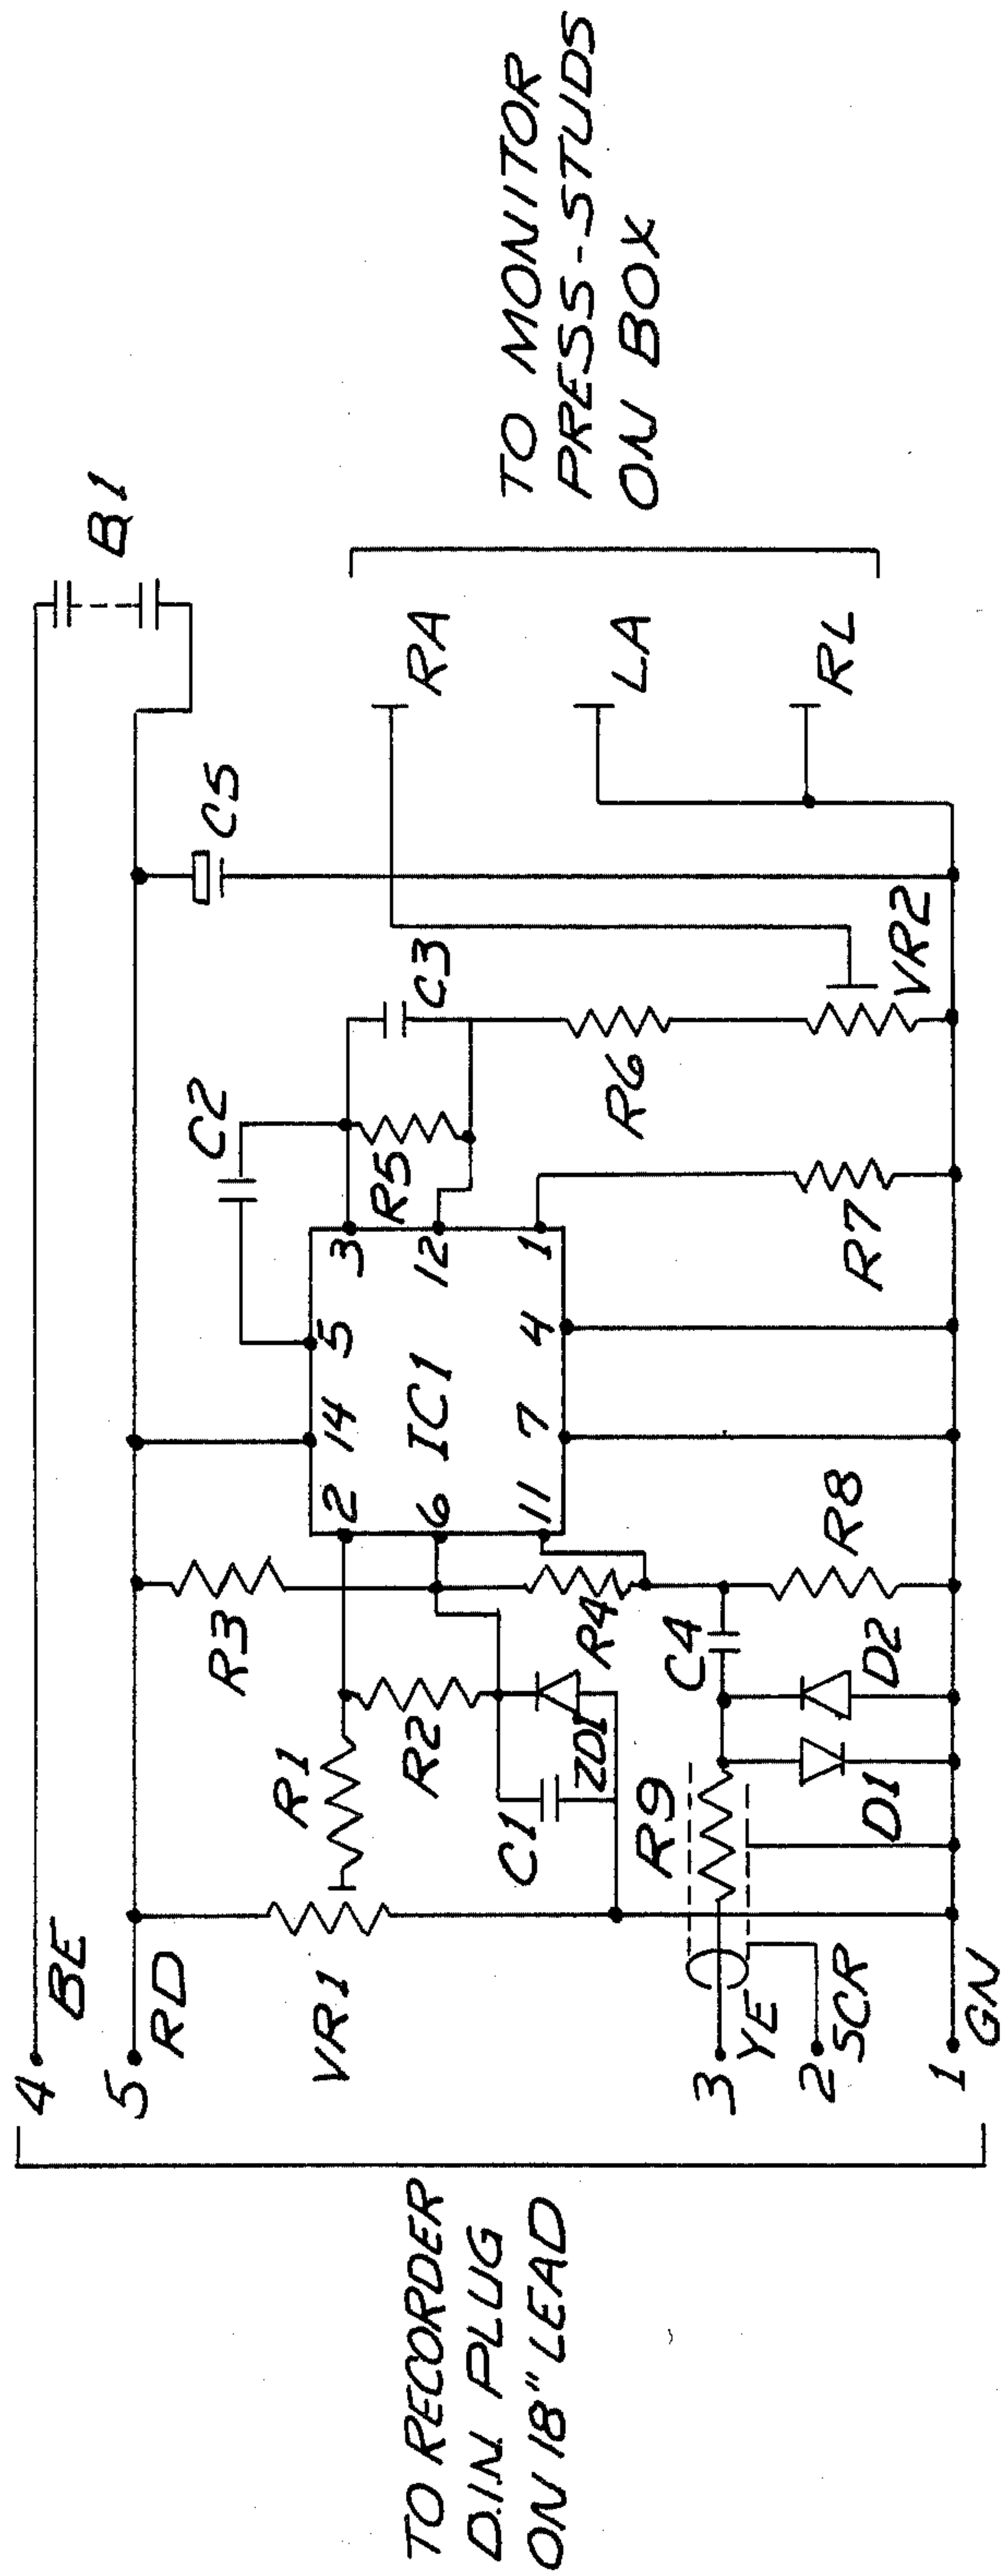 TO RECORDER
D.I.N. PLUG
ON 18" LEAD
4
BE
5
RD
3
YE
2
SCR
1
GN
VR1
R1
R2
R3
R4
C1
ZD1
R9
C4
D1
D2
R8
2
14
5
3
6
IC1
12
11
7
4
1
C2
R5
C3
R6
R7
VR2
C5
B1
RA
LA
RL
TO MONITOR
PRESS-STUDS
ON BOX